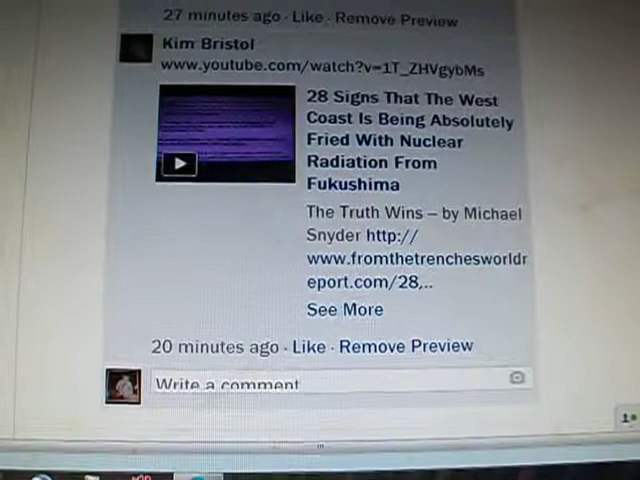 27 minutes ago · Like · Remove Preview
Kim Bristol
www.youtube.com/watch?v=1T_ZHVgybMs
28 Signs That The West
Coast Is Being Absolutely
Fried With Nuclear
Radiation From
Fukushima
The Truth Wins – by Michael
Snyder http://
www.fromthetrenchesworldr
eport.com/28,..
See More
20 minutes ago · Like · Remove Preview
Write a comment